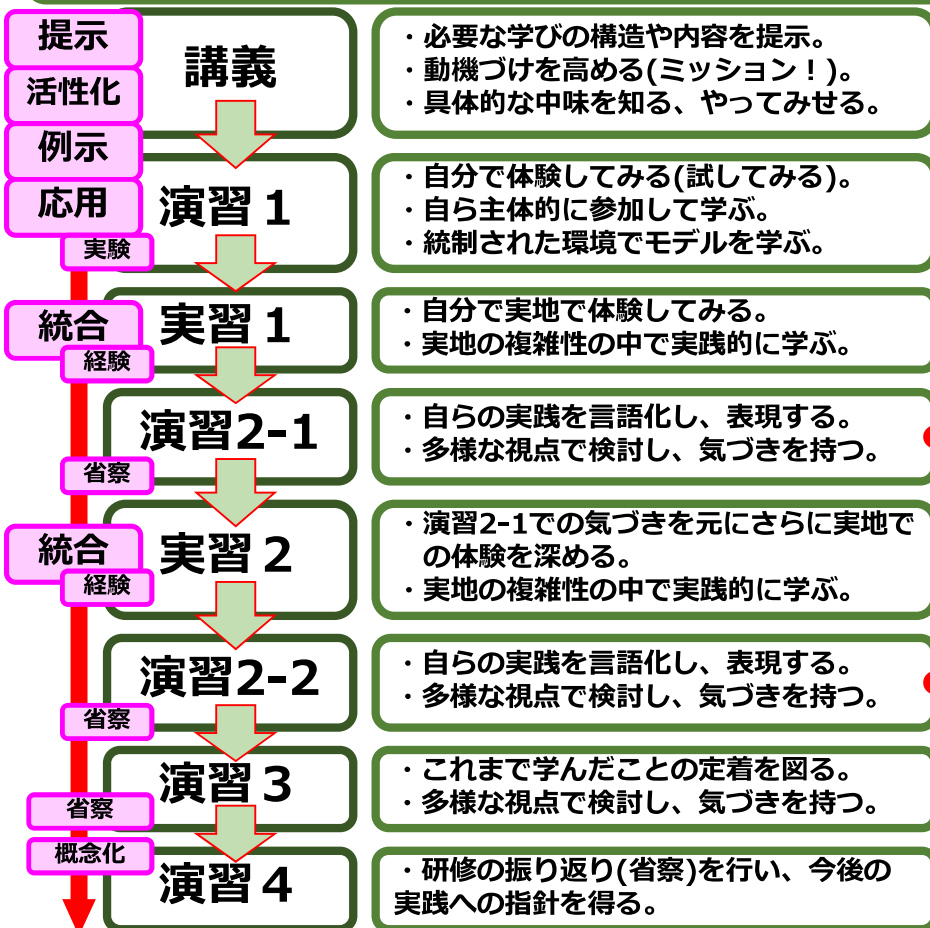 提示
活性化
例示
応用
実験
講義
・必要な学びの構造や内容を提示。
・動機づけを高める(ミッション！)。
・具体的な中味を知る、やってみせる。
演習１
・自分で体験してみる(試してみる)。
・自ら主体的に参加して学ぶ。
・統制された環境でモデルを学ぶ。
統合
経験
実習１
・自分で実地で体験してみる。
・実地の複雑性の中で実践的に学ぶ。
演習2-1
省察
・自らの実践を言語化し、表現する。
・多様な視点で検討し、気づきを持つ。
統合
経験
実習２
・演習2-1での気づきを元にさらに実地で
の体験を深める。
・実地の複雑性の中で実践的に学ぶ。
演習2-2
省察
・自らの実践を言語化し、表現する。
・多様な視点で検討し、気づきを持つ。
演習３
省察
・これまで学んだことの定着を図る。
・多様な視点で検討し、気づきを持つ。
概念化
演習４
・研修の振り返り(省察)を行い、今後の
実践への指針を得る。